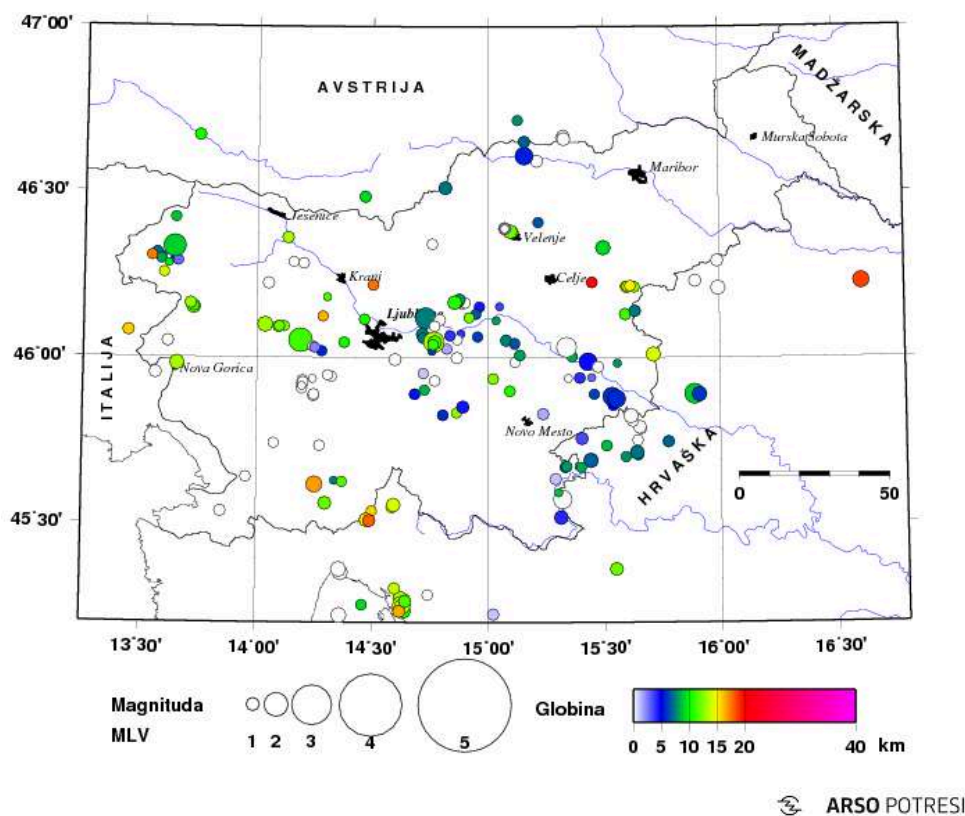 47°00'
AVSTRIJA
MADŽARSKA
Murska Sobota
Maribor
46°30'
Jesenice
Velenje
Kranj
Celje
Ljubljana
46°00'
Nova Gorica
ITALIJA
Novo Mesto
HRVAŠKA
0 50
45°30'
13°30' 14°00' 14°30' 15°00' 15°30' 16°00' 16°30'
Magnituda
MLV
1 2 3 4 5
Globina
0 5 10 15 20 40 km
ARSO POTRESI